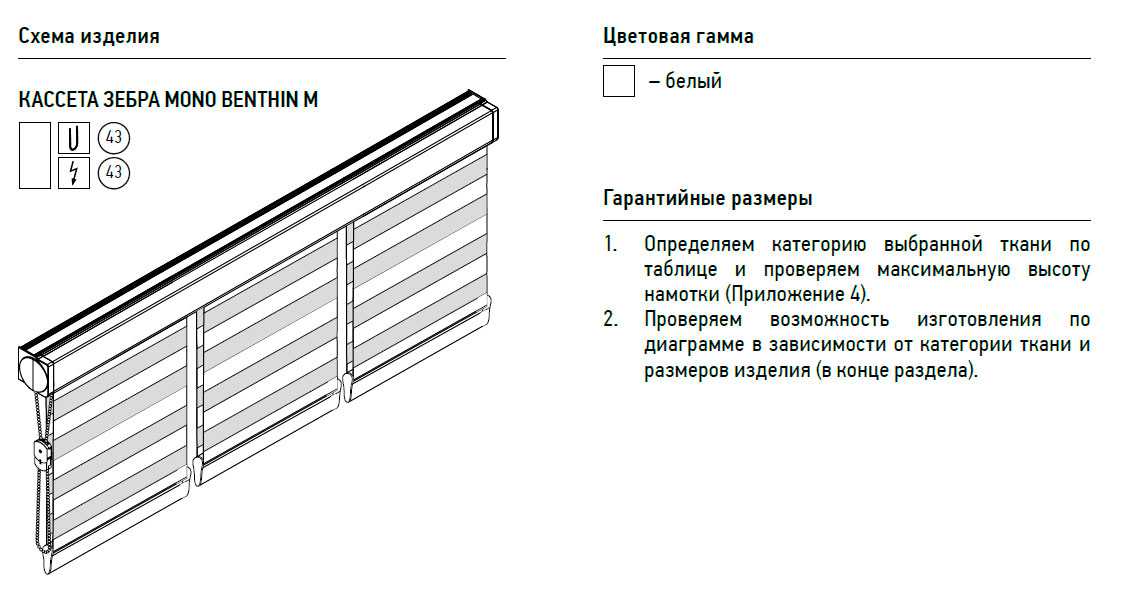 Схема изделия
КАССЕТА ЗЕБРА MONO BENTHIN M
43
43
Цветовая гамма
– белый
Гарантийные размеры
1. Определяем категорию выбранной ткани по
таблице и проверяем максимальную высоту
намотки (Приложение 4).
2. Проверяем возможность изготовления по
диаграмме в зависимости от категории ткани и
размеров изделия (в конце раздела).